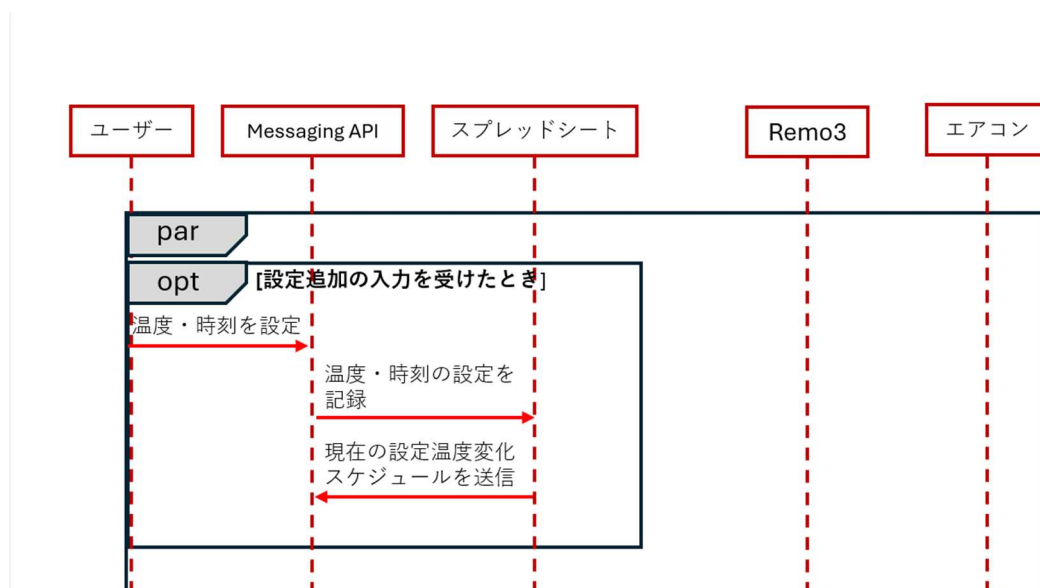 ユーザー
Messaging API
スプレッドシート
Remo3
エアコン
par
opt
[設定追加の入力を受けたとき]
温度・時刻を設定
温度・時刻の設定を
記録
現在の設定温度変化
スケジュールを送信